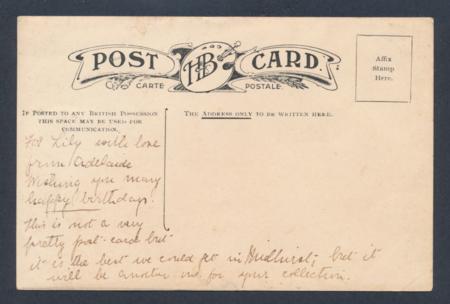 POST HB CARD.
CARTE POSTALE.
Affix
Stamp
Here.
IF POSTED TO ANY BRITISH POSSESSION
THIS SPACE MAY BE USED FOR
COMMUNICATION.
THE ADDRESS ONLY TO BE WRITTEN HERE.
For Lily with love
from Adelaide
Wishing you many
happy birthdays.
This is not a very
pretty post-card but
it is the best we could get in Midhurst, but it
will be another one for your collection.